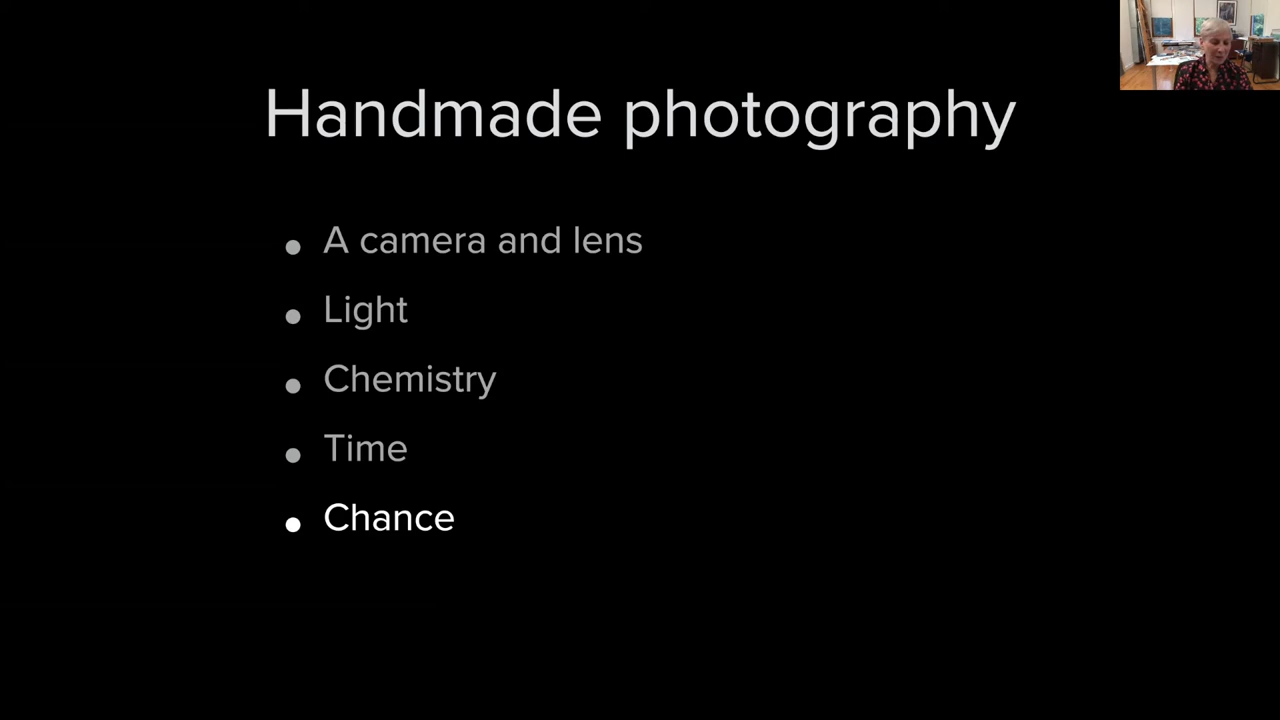 Handmade photography
A camera and lens
Light
Chemistry
Time
Chance